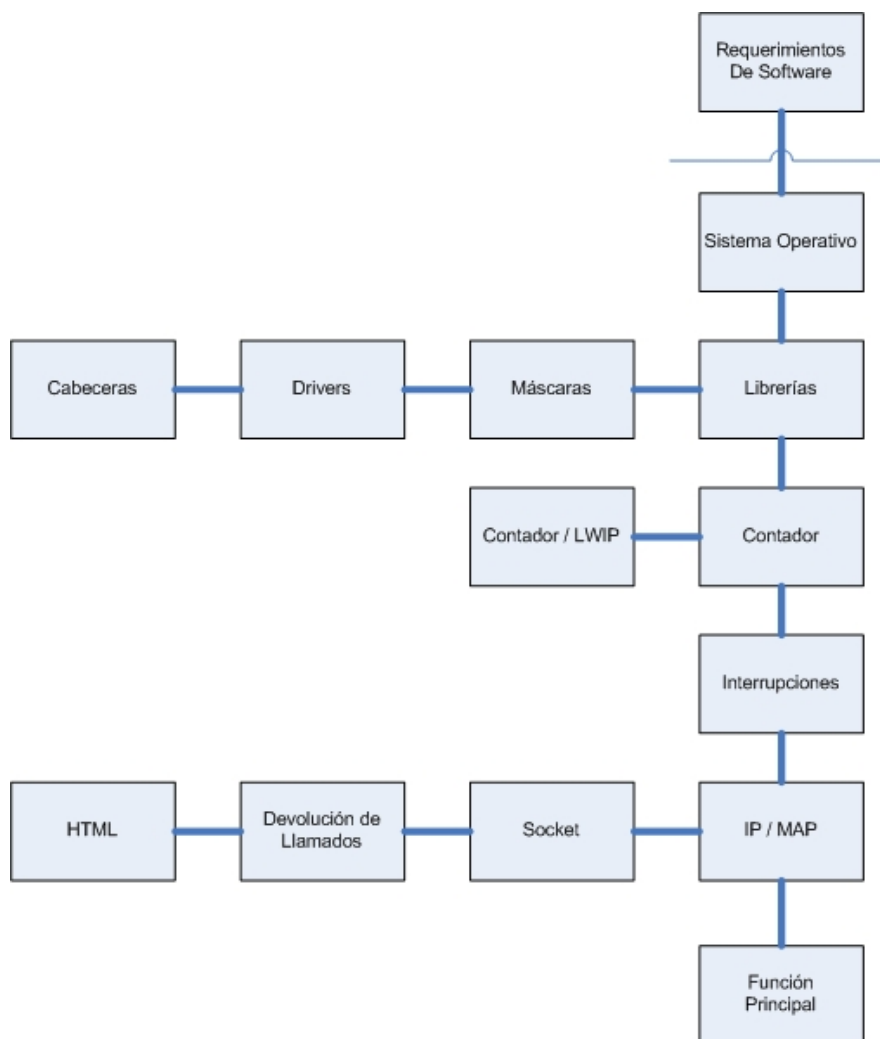 Requerimientos
De Software
Sistema Operativo
Cabeceras
Drivers
Máscaras
Librerías
Contador / LWIP
Contador
Interrupciones
HTML
Devolución de
Llamados
Socket
IP / MAP
Función
Principal